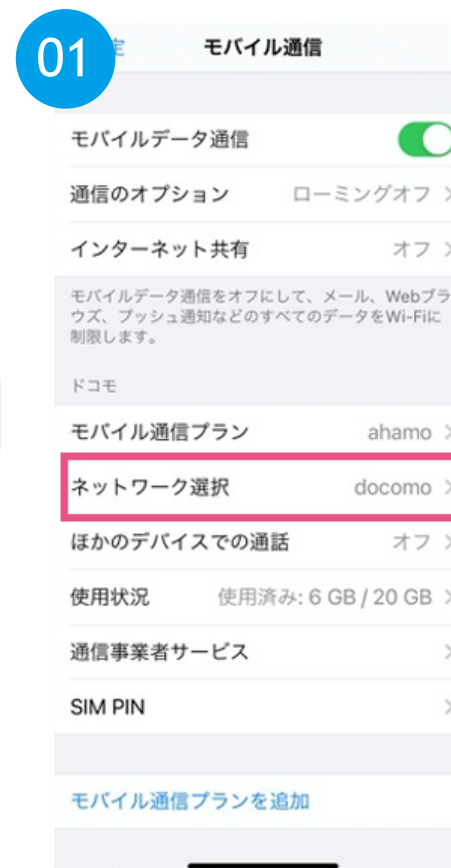 01
定
モバイル通信
モバイルデータ通信
通信のオプション ローミングオフ
インターネット共有 オフ
モバイルデータ通信をオフにして、メール、Webブラ
ウズ、プッシュ通知などのすべてのデータをWi-Fiに
制限します。
ドコモ
モバイル通信プラン ahamo
ネットワーク選択 docomo
ほかのデバイスでの通話 オフ
使用状況 使用済み: 6 GB / 20 GB
通信事業者サービス
SIM PIN
モバイル通信プランを追加